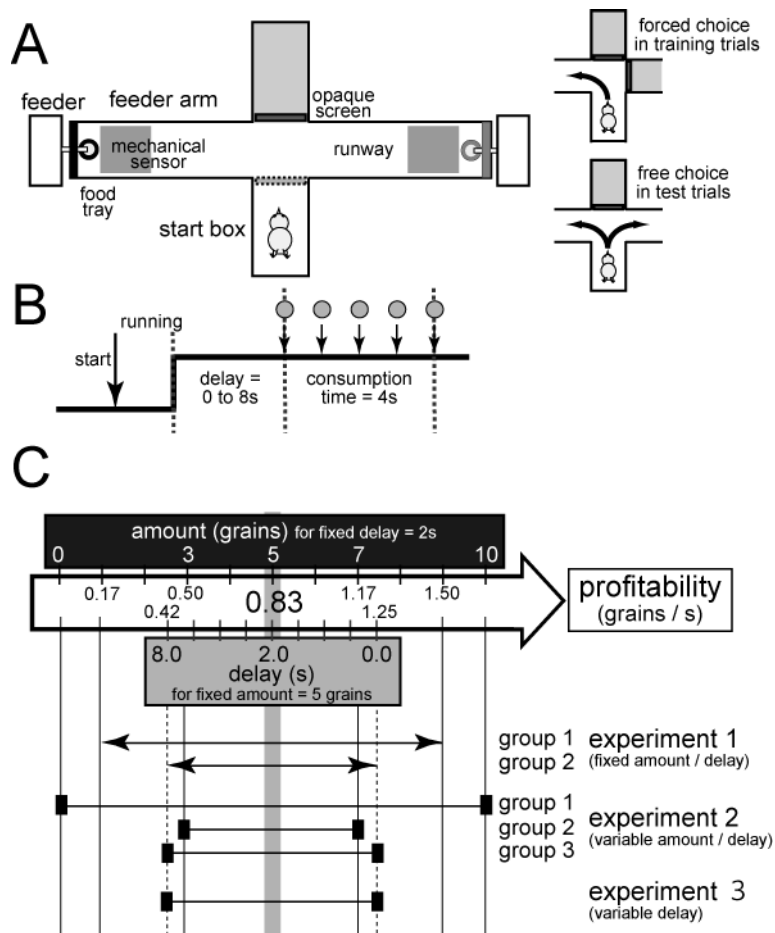 A
feeder
feeder arm
opaque
screen
mechanical
sensor
runway
food
tray
start box
forced choice
in training trials
free choice
in test trials
B
running
start
delay =
0 to 8s
consumption
time = 4s
C
amount (grains) for fixed delay = 2s
0 3 5 7 10
0.17 0.50 0.83 1.17 1.50
0.42 1.25
profitability
(grains / s)
8.0 2.0 0.0
delay (s)
for fixed amount = 5 grains
group 1 experiment 1
group 2 (fixed amount / delay)
group 1
group 2 experiment 2
group 3 (variable amount / delay)
experiment 3
(variable delay)